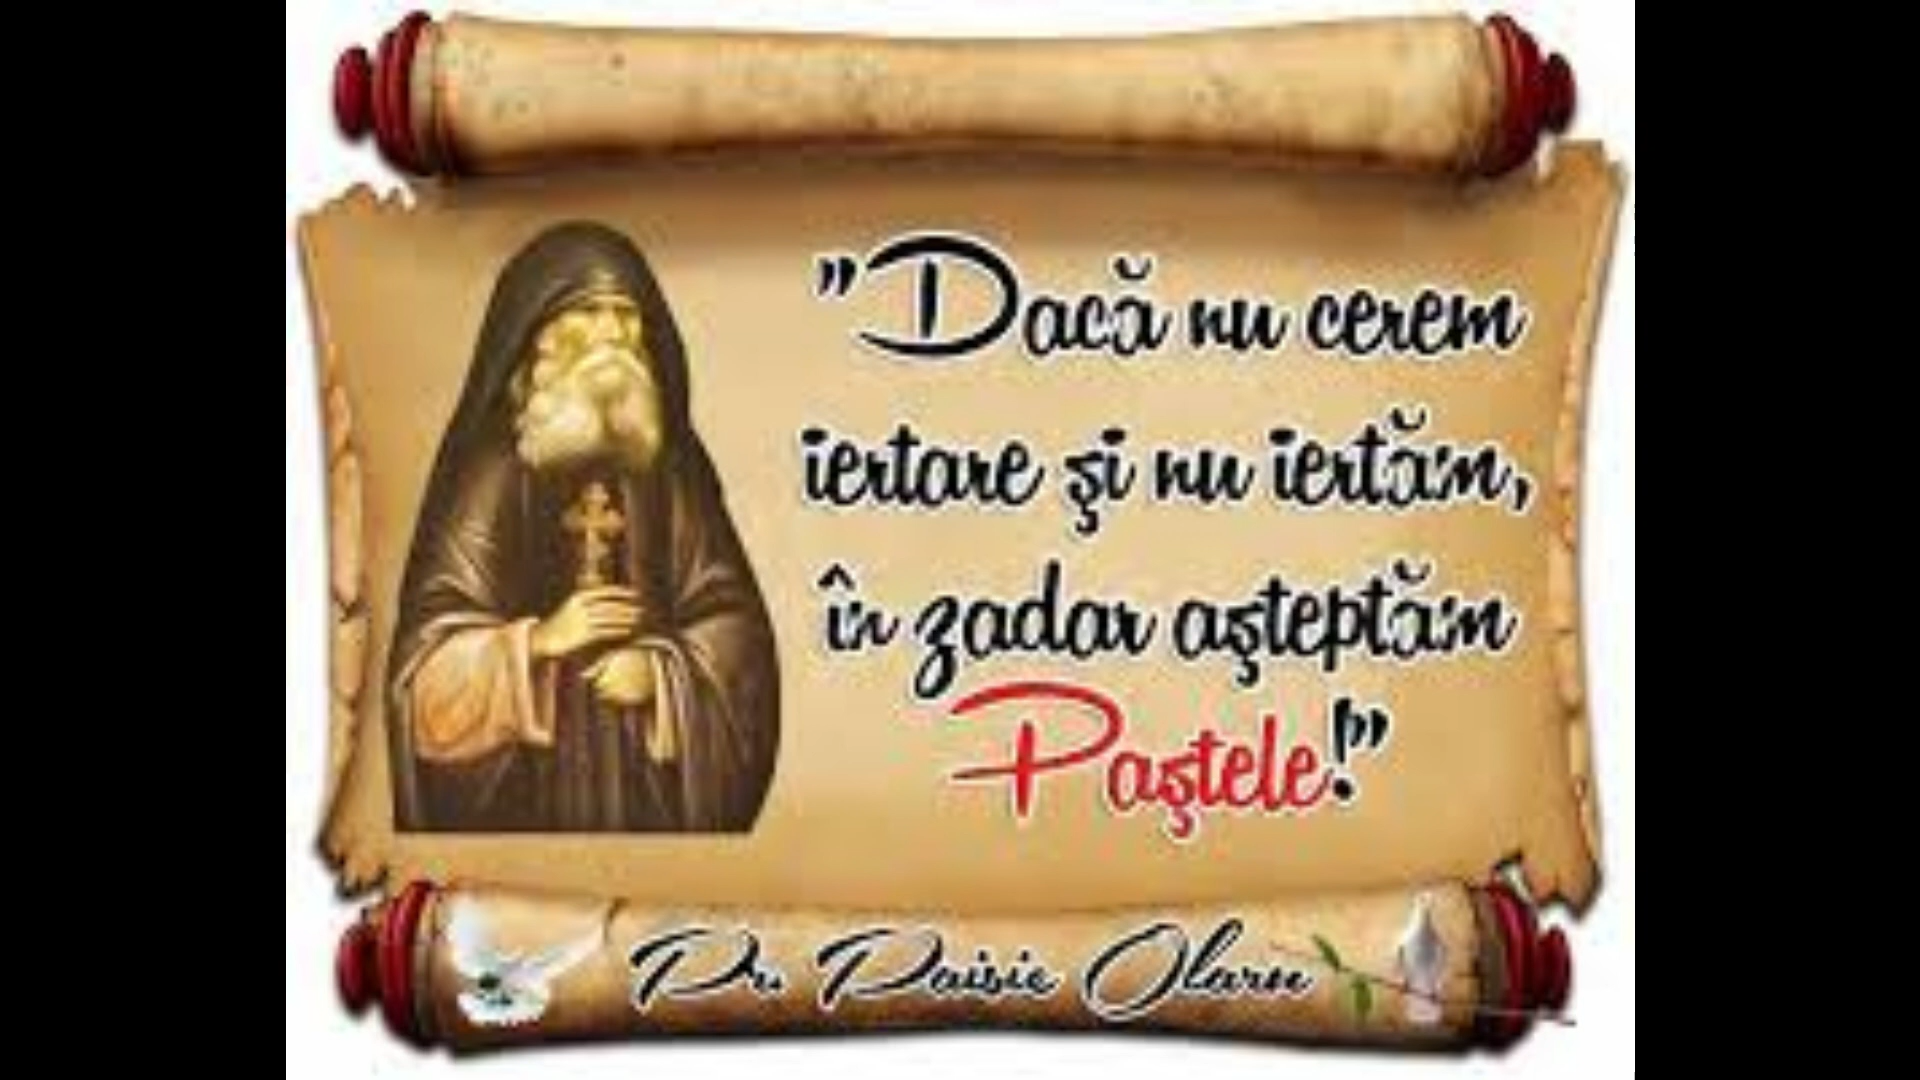 "Dacă nu cerem
iertare şi nu iertăm,
în zadar aşteptăm
Paştele!"
Pr. Paisie Olaru